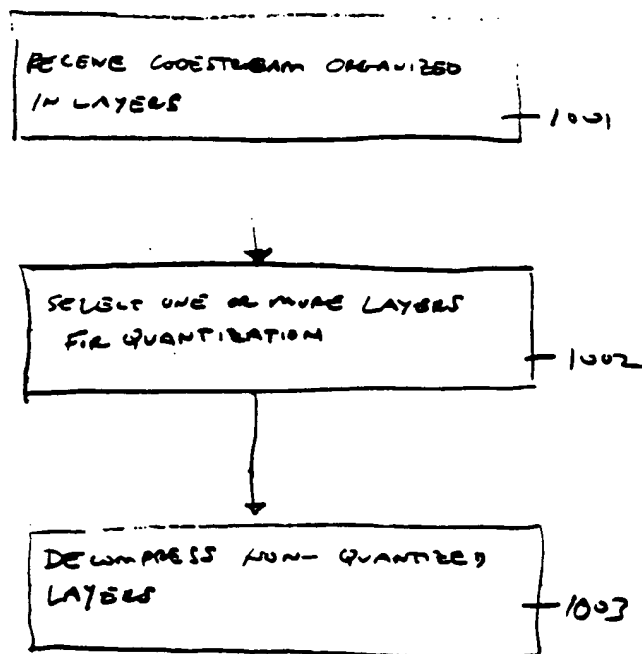 RECEIVE CODESTREAM ORGANIZED
IN LAYERS
1001
SELECT ONE OR MORE LAYERS
FOR QUANTIZATION
1002
DECOMPRESS NON-QUANTIZED
LAYERS
1003